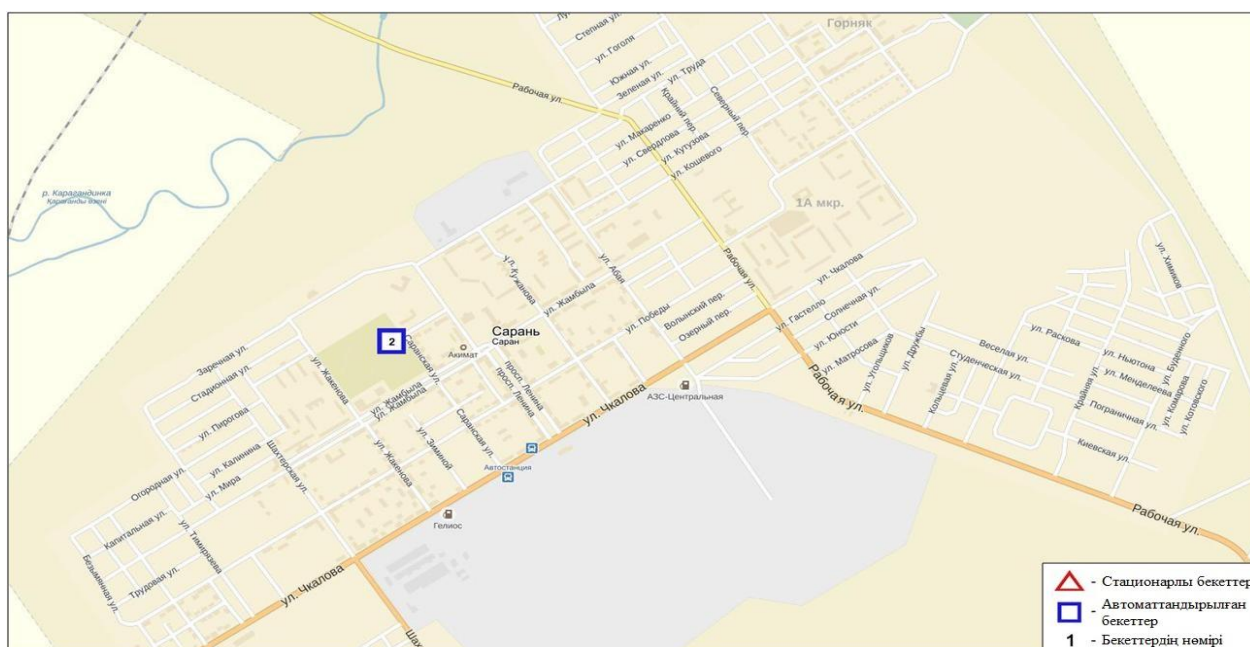 Горняк
Степная ул.
ул. Гоголя
Южная ул.
Зеленая ул.
ул. Труда
Рабочая ул.
Крайний пер.
Северный пер.
ул. Макаренко
ул. Свердлова
ул. Кутузова
ул. Кошевого
р. Карагандинка
Караганды өзені
1А мкр.
ул. Химиков
ул. Кужанова
ул. Абая
Рабочая ул.
ул. Жамбыла
ул. Чкалова
ул. Гастелло
Солнечная ул.
ул. Победы
Волынский пер.
Озерный пер.
ул. Юности
ул. Матросова
ул. Угольщиков
ул. Дружбы
2
Сарань
Саран
Акимат
Саранская ул.
Заречная ул.
Стадионная ул.
ул. Жакенова
ул. Жамбыла
ул. Жамбыла
просп. Ленина
просп. Ленина
ул. Раскова
Веселая ул.
Студенческая ул.
Кольцевая ул.
Крайняя ул.
ул. Ньютона
ул. Буденного
ул. Менделеева
Пограничная ул.
ул. Комарова
ул. Котовского
Киевская ул.
АЗС-Центральная
ул. Чкалова
Рабочая ул.
ул. Пирогова
ул. Калинина
Огородная ул.
ул. Мира
Шахтерская ул.
ул. Жакенова
ул. Зиминой
Саранская ул.
Автостанция
Гелиос
Капитальная ул.
ул. Тимирязева
Безымянная ул.
Трудовая ул.
ул. Чкалова
Рабочая ул.
- Стационарлы бекеттер
- Автоматтандырылған
бекеттер
1 - Бекеттердің нөмірі